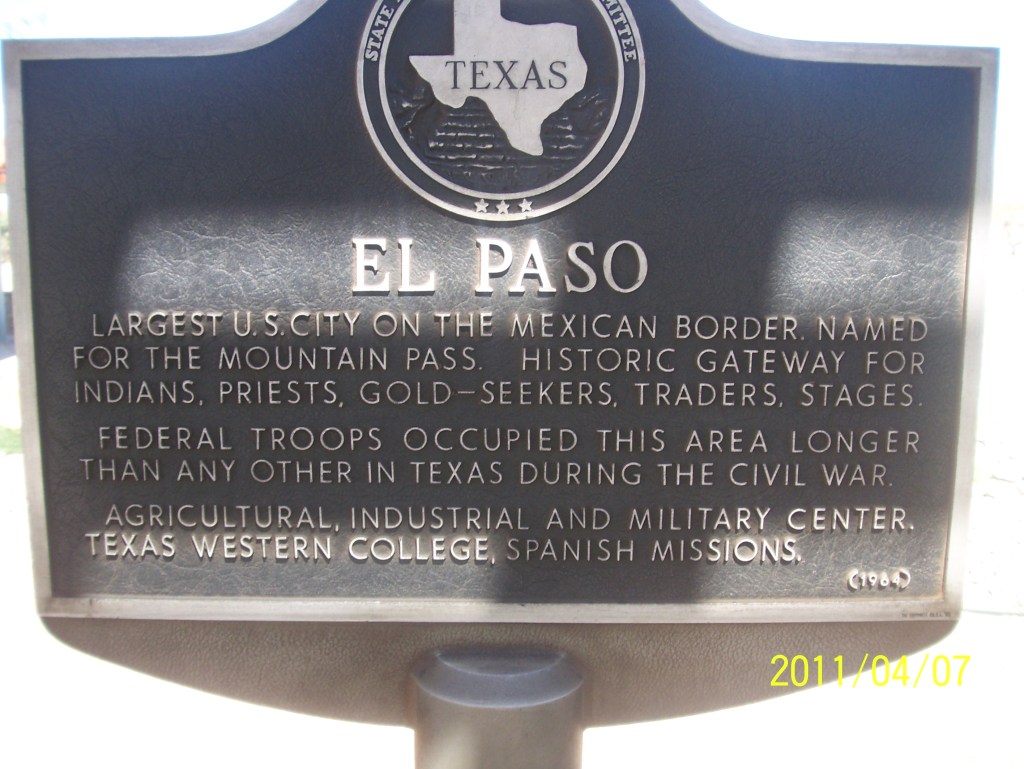 STATE
MITTEE
TEXAS
EL PASO
LARGEST U.S. CITY ON THE MEXICAN BORDER. NAMED
FOR THE MOUNTAIN PASS. HISTORIC GATEWAY FOR
INDIANS, PRIESTS, GOLD-SEEKERS, TRADERS, STAGES.
FEDERAL TROOPS OCCUPIED THIS AREA LONGER
THAN ANY OTHER IN TEXAS DURING THE CIVIL WAR.
AGRICULTURAL, INDUSTRIAL AND MILITARY CENTER.
TEXAS WESTERN COLLEGE, SPANISH MISSIONS.
(1964)
2011/04/07